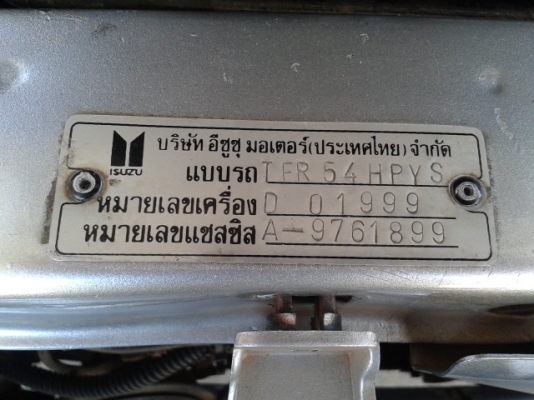 บริษัท อีซูซุ มอเตอร์(ประเทศไทย) จำกัด
ISUZU
แบบรถ TFR 54 HPYS
หมายเลขเครื่อง D 01999
หมายเลขแชสซิส A-9761899